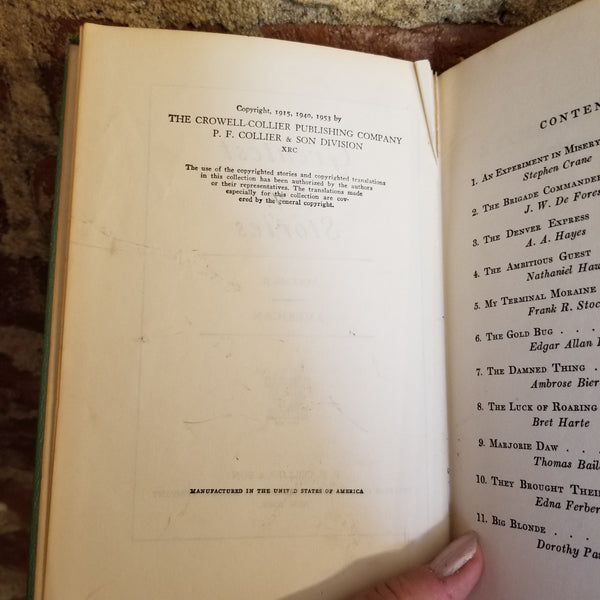 Copyright, 1915, 1940, 1953 by
THE CROWELL-COLLIER PUBLISHING COMPANY
P. F. COLLIER & SON DIVISION
XRC
The use of the copyrighted stories and copyrighted translations
in this collection has been authorized by the authors
or their representatives. The translations made
especially for this collection are cov-
ered by the general copyright.
MANUFACTURED IN THE UNITED STATES OF AMERICA
CONTEN
1. AN EXPERIMENT IN MISERY
Stephen Crane
2. THE BRIGADE COMMANDER
J. W. De Fores
3. THE DENVER EXPRESS
A. A. Hayes
4. THE AMBITIOUS GUEST
Nathaniel Haw
5. MY TERMINAL MORAINE
Frank R. Stoc
6. THE GOLD BUG . . .
Edgar Allan
7. THE DAMNED THING .
Ambrose Bier
8. THE LUCK OF ROARING
Bret Harte
9. MARJORIE DAW . .
Thomas Bail
10. THEY BROUGHT THEIR
Edna Ferber
11. BIG BLONDE . . .
Dorothy Pa